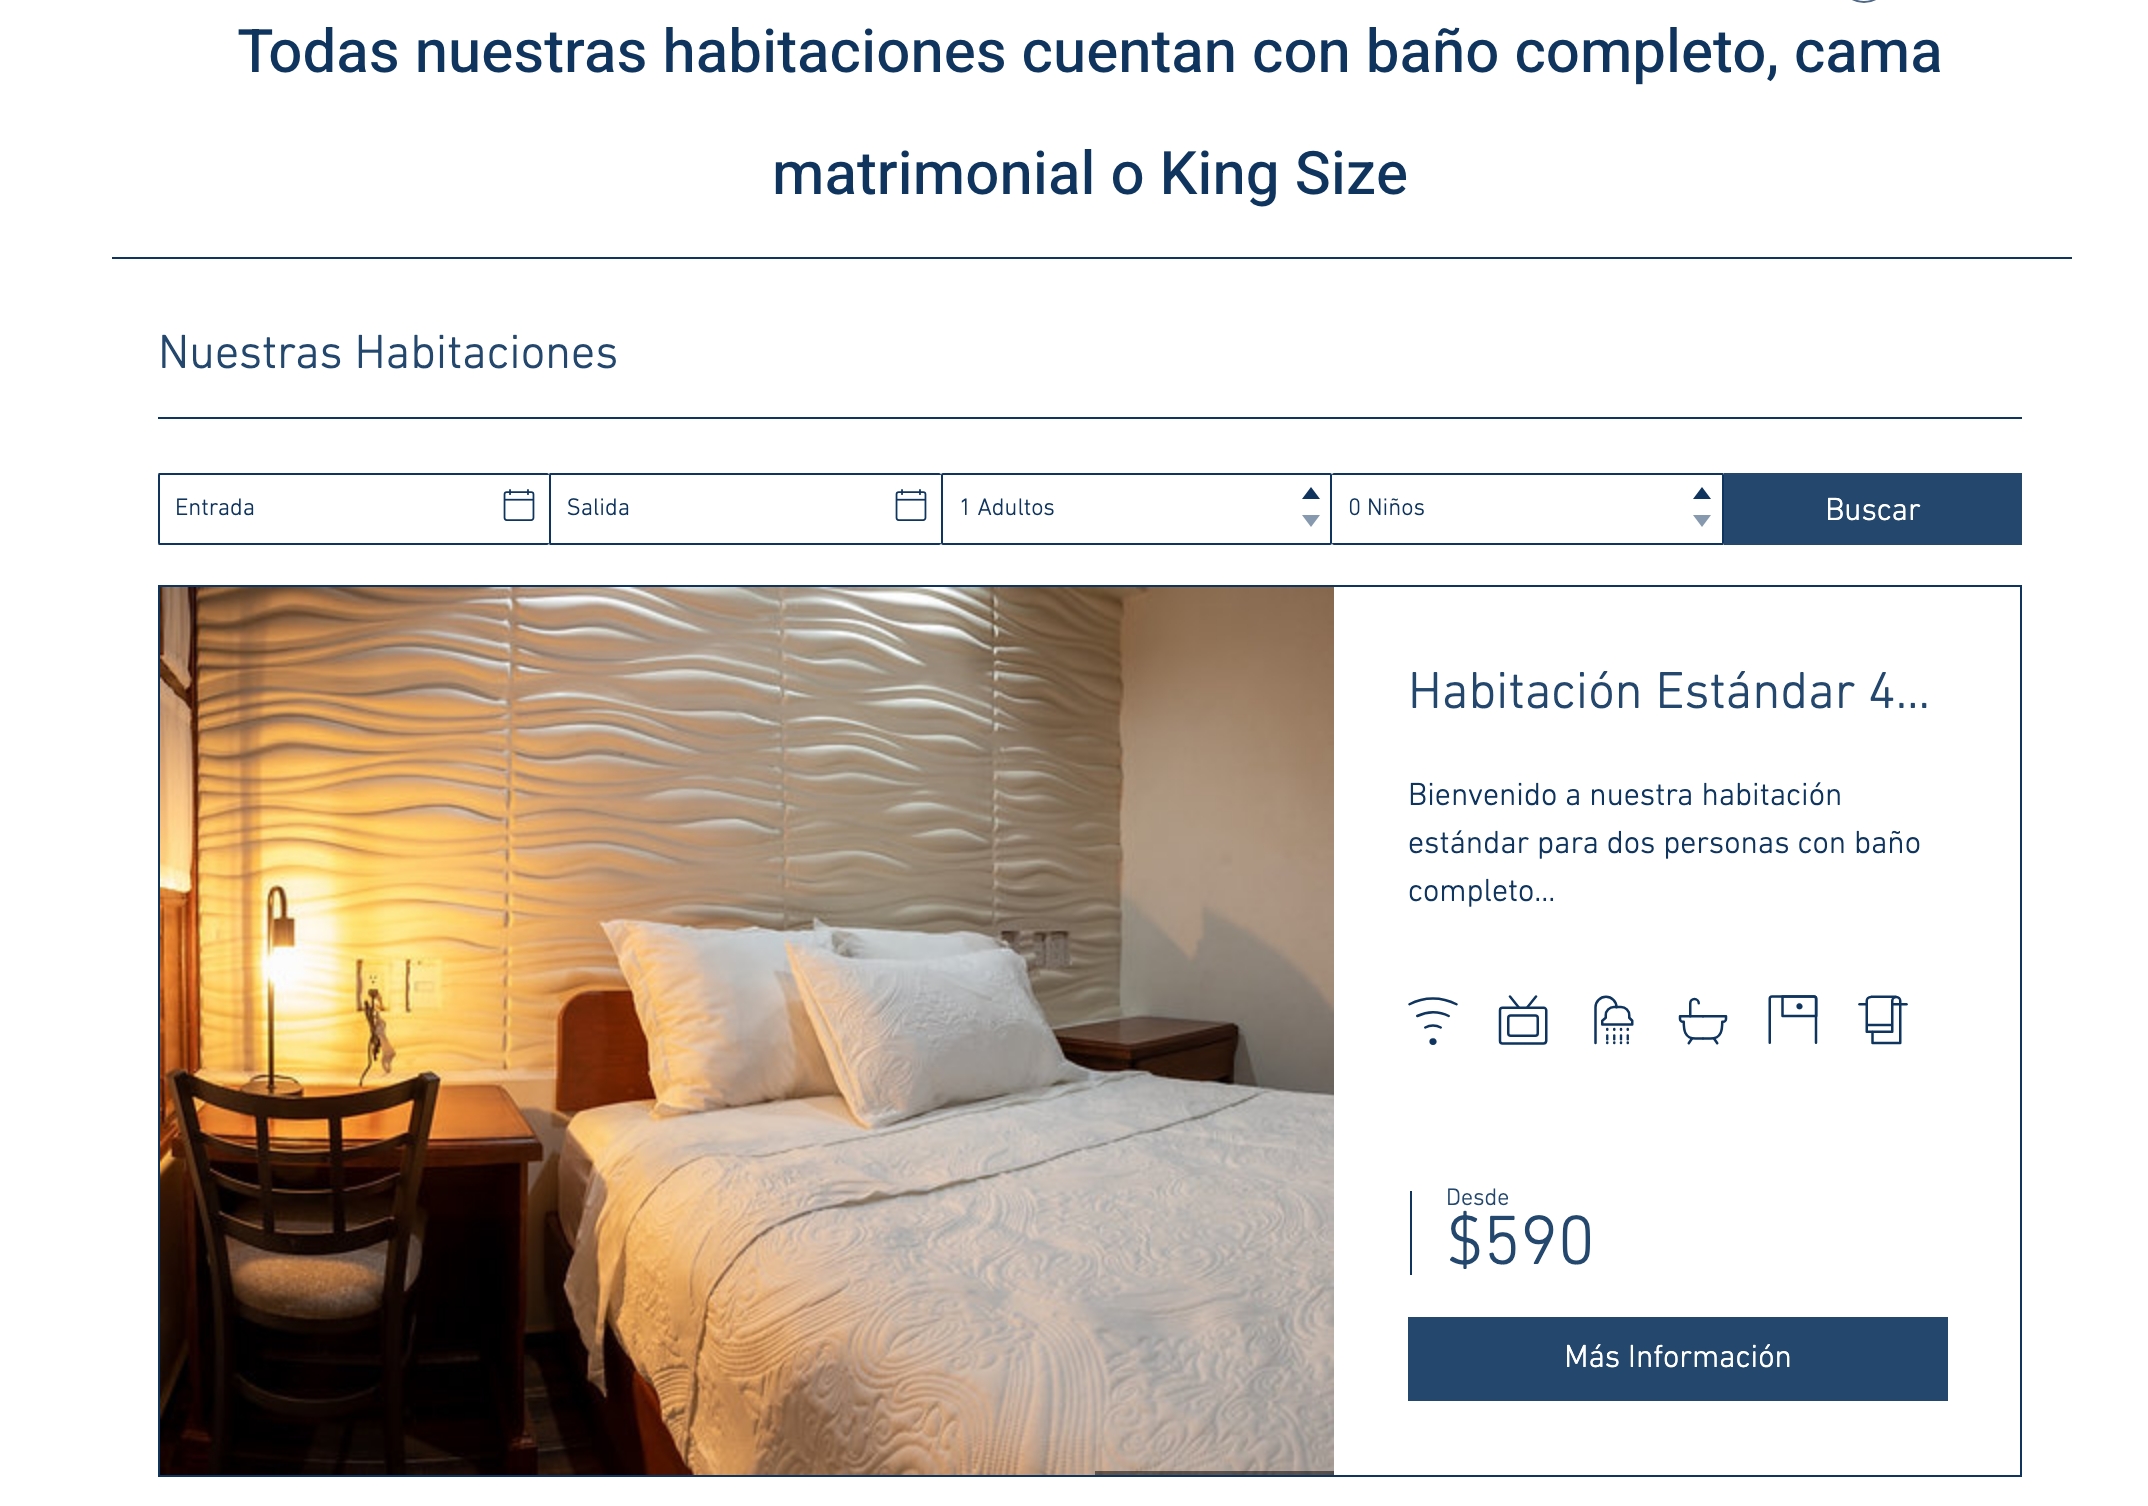 Todas nuestras habitaciones cuentan con baño completo, cama
matrimonial o King Size
Nuestras Habitaciones
Entrada
Salida
1 Adultos
0 Niños
Buscar
Habitación Estándar 4...
Bienvenido a nuestra habitación
estándar para dos personas con baño
completo...
Desde
$590
Más Información